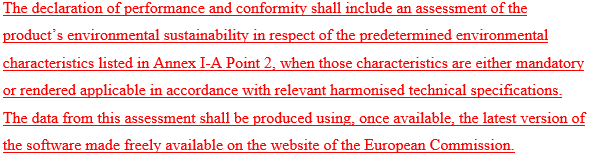 The declaration of performance and conformity shall include an assessment of the
product’s environmental sustainability in respect of the predetermined environmental
characteristics listed in Annex I-A Point 2, when those characteristics are either mandatory
or rendered applicable in accordance with relevant harmonised technical specifications.
The data from this assessment shall be produced using, once available, the latest version of
the software made freely available on the website of the European Commission.